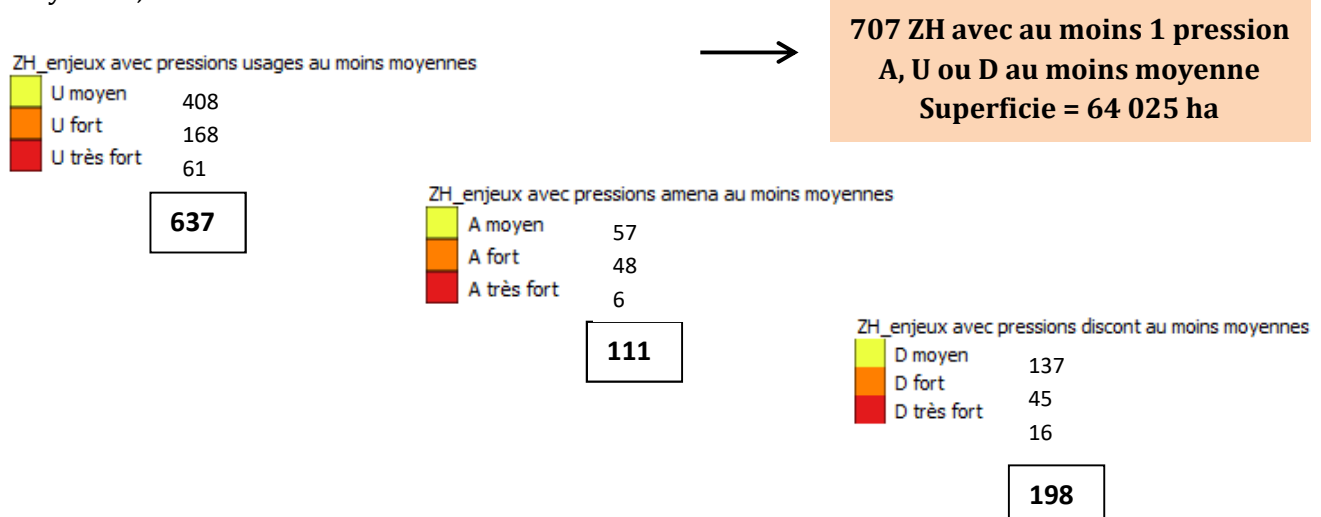 707 ZH avec au moins 1 pression
A, U ou D au moins moyenne
Superficie = 64 025 ha
ZH_enjeux avec pressions usages au moins moyennes
U moyen 408
U fort 168
U très fort 61
637
ZH_enjeux avec pressions amena au moins moyennes
A moyen 57
A fort 48
A très fort 6
111
ZH_enjeux avec pressions discont au moins moyennes
D moyen 137
D fort 45
D très fort 16
198